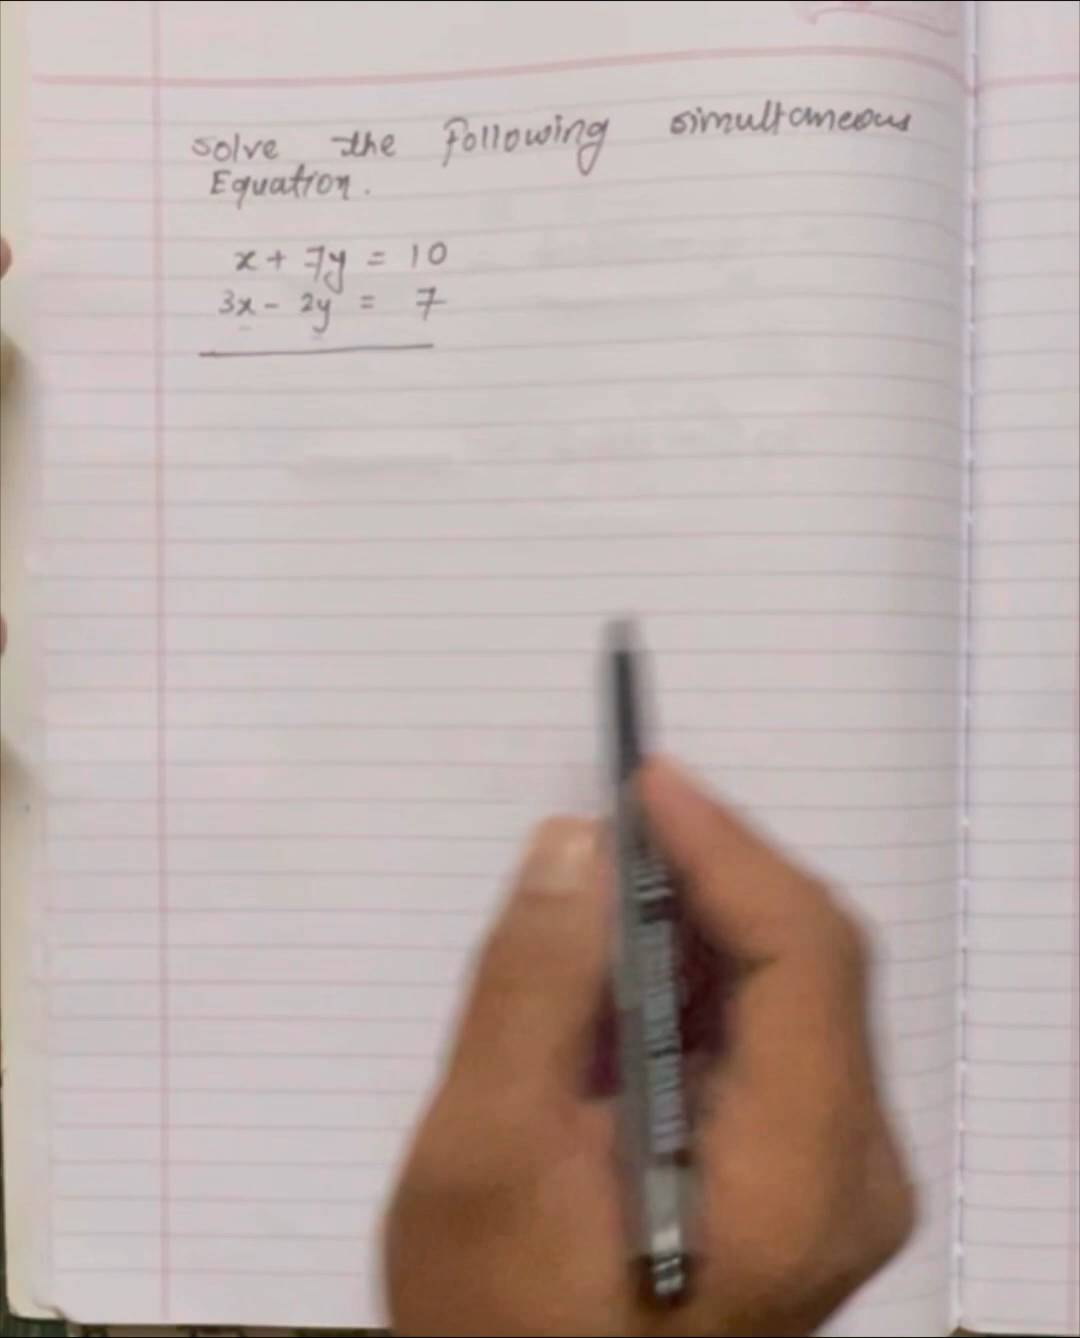 solve the following simultaneous
Equation.
x + 7y = 10
3x - 2y = 7